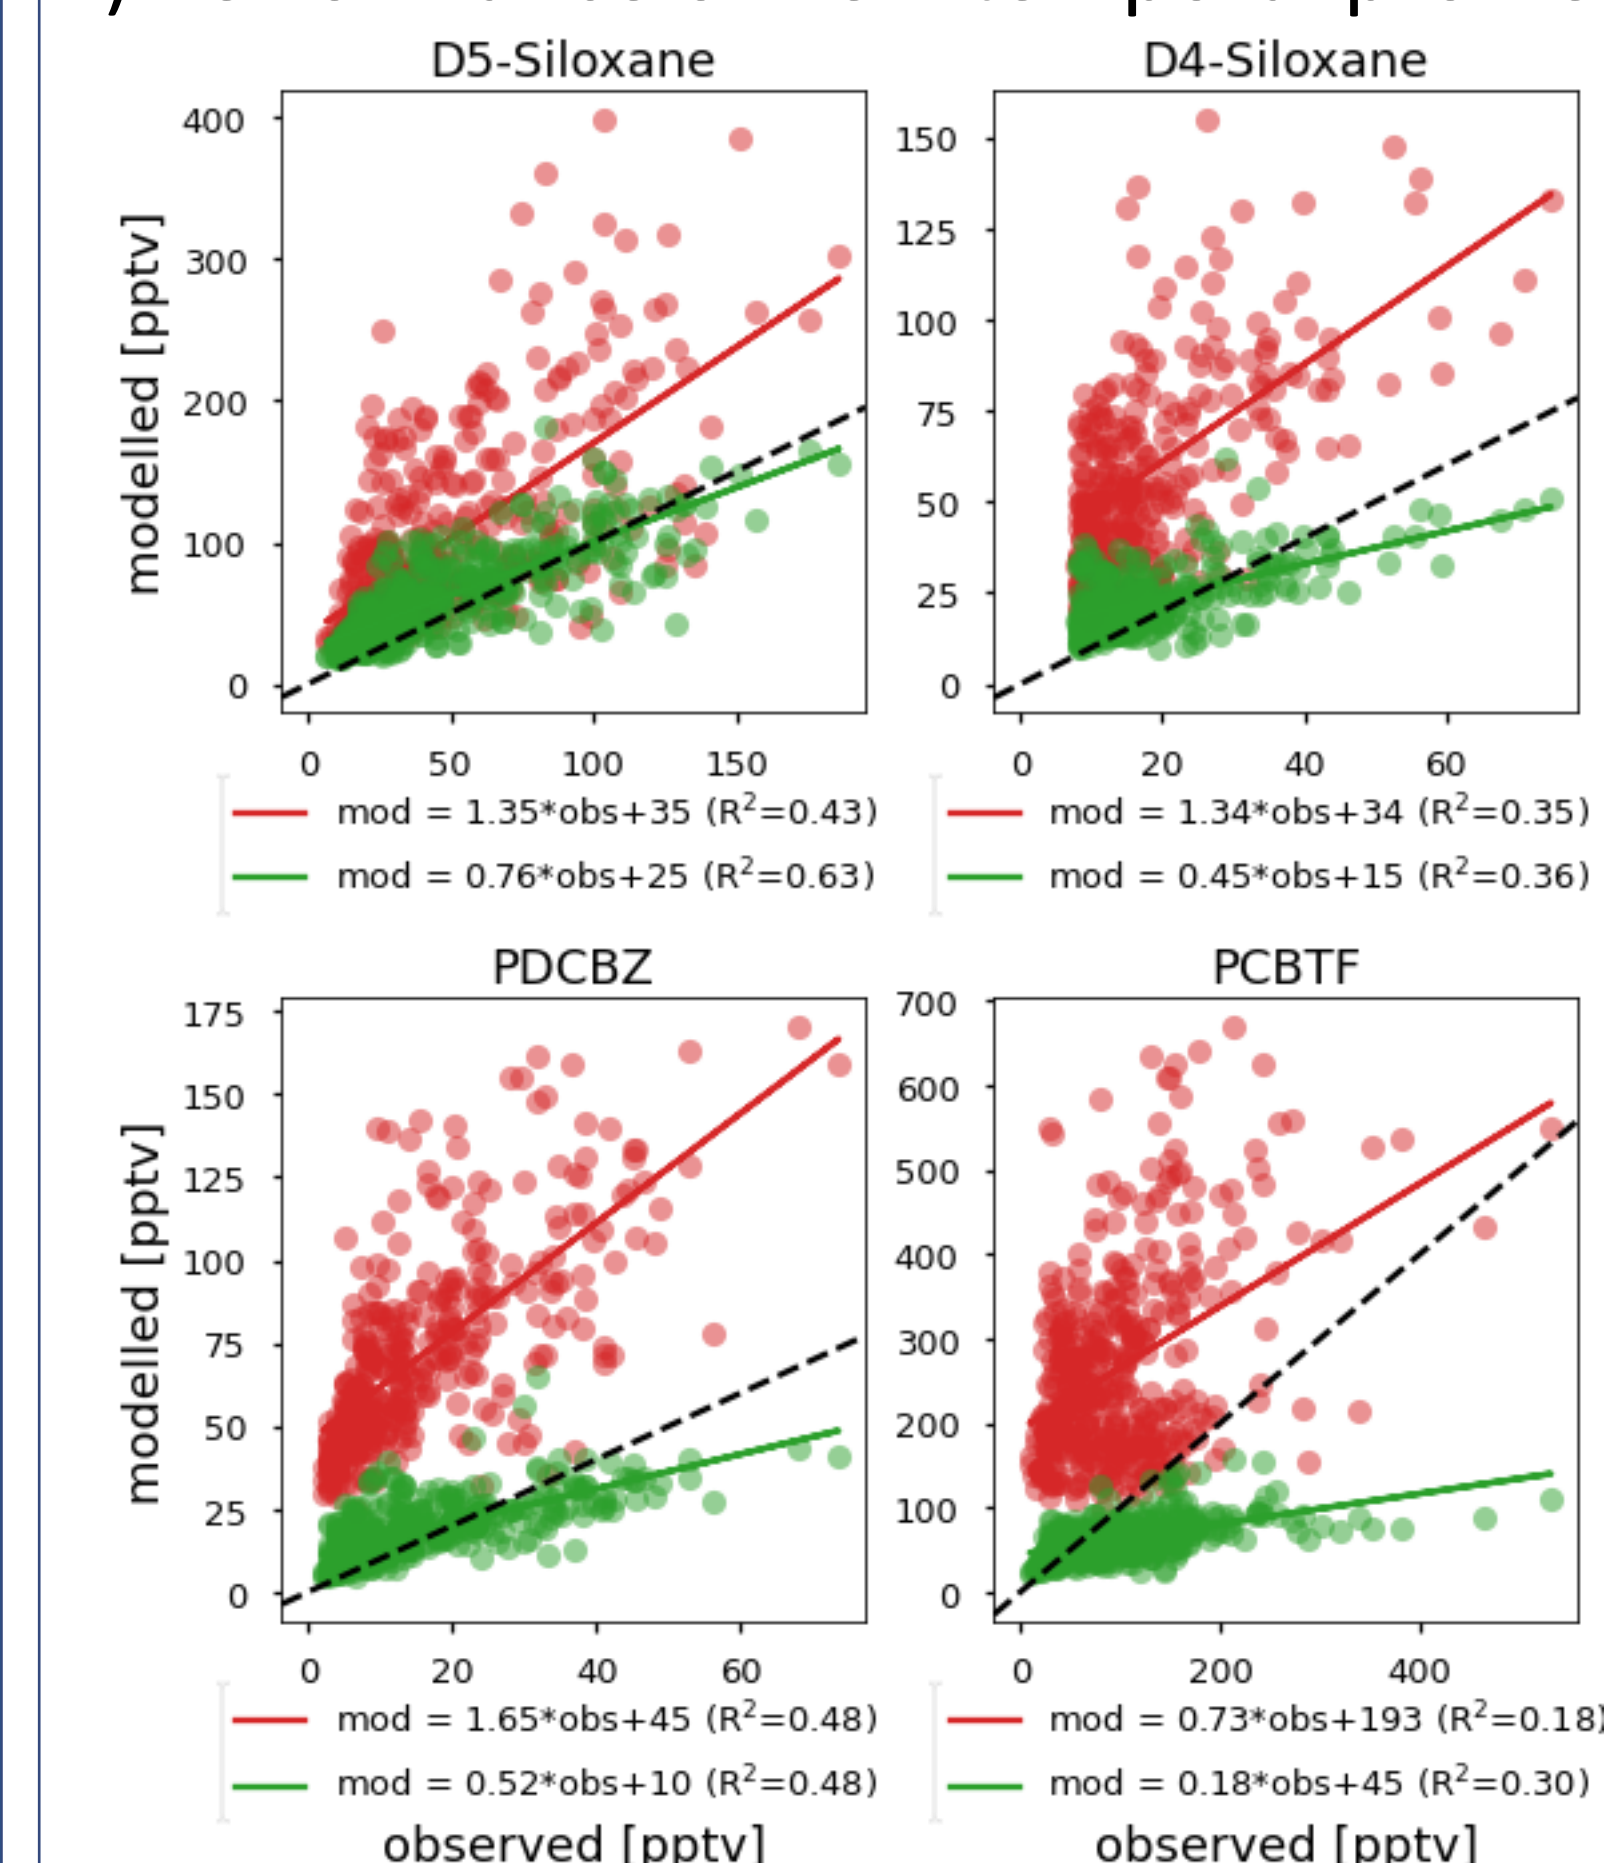 D5-Siloxane
D4-Siloxane
modelled [pptv]
400
300
200
100
0
0 50 100 150
150
125
100
75
50
25
0
0 20 40 60
mod = 1.35*obs+35 (R²=0.43)
mod = 0.76*obs+25 (R²=0.63)
mod = 1.34*obs+34 (R²=0.35)
mod = 0.45*obs+15 (R²=0.36)
PDCBZ
PCBTF
modelled [pptv]
175
150
125
100
75
50
25
0
0 20 40 60
700
600
500
400
300
200
100
0
0 200 400
mod = 1.65*obs+45 (R²=0.48)
mod = 0.52*obs+10 (R²=0.48)
mod = 0.73*obs+193 (R²=0.18)
mod = 0.18*obs+45 (R²=0.30)
observed [pptv]
observed [pptv]